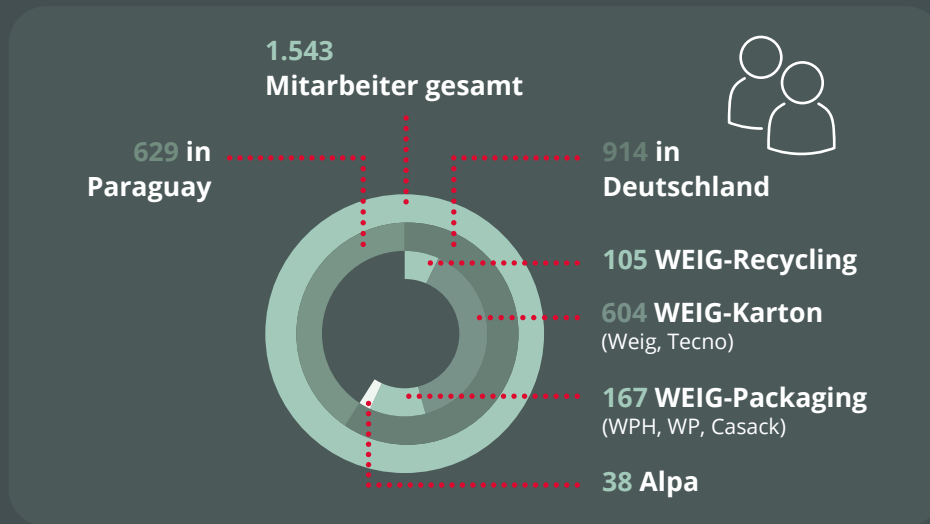 1.543
Mitarbeiter gesamt
629 in
Paraguay
914 in
Deutschland
105 WEIG-Recycling
604 WEIG-Karton
(Weig, Tecno)
167 WEIG-Packaging
(WPH, WP, Casack)
38 Alpa